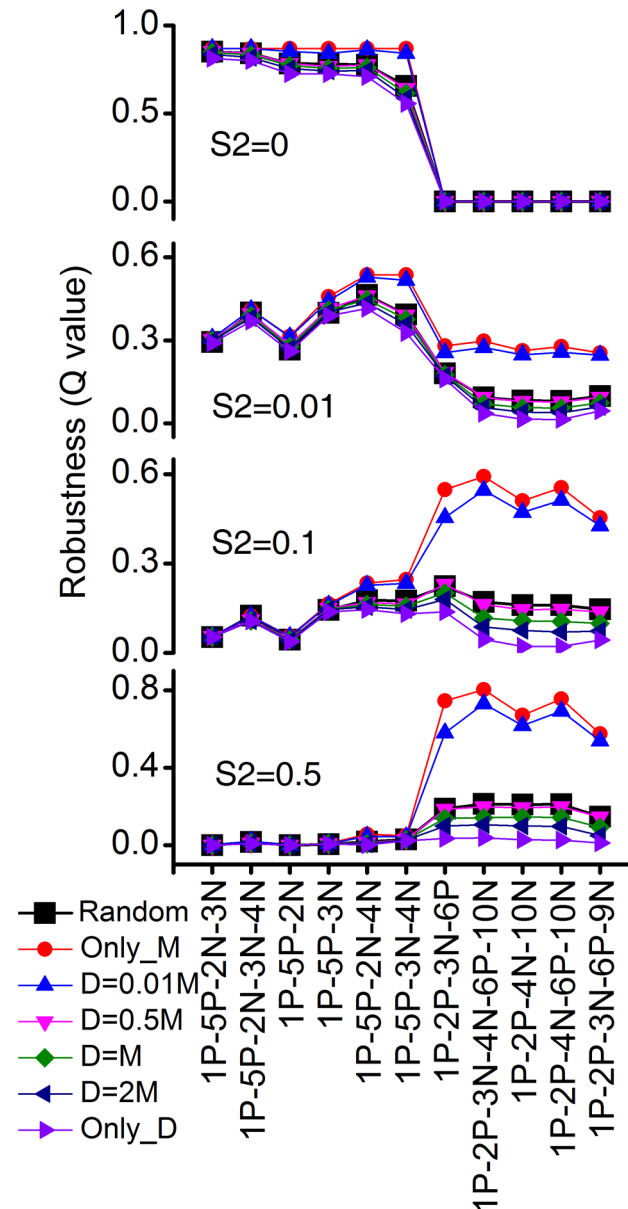 Robustness (Q value)
1.0
0.5
0.0
S2=0
0.6
0.3
0.0
S2=0.01
0.6
0.3
0.0
S2=0.1
0.8
0.4
0.0
S2=0.5
Random
Only_M
D=0.01M
D=0.5M
D=M
D=2M
Only_D
1P-5P-2N-3N
1P-5P-2N-3N-4N
1P-5P-2N
1P-5P-3N
1P-5P-2N-4N
1P-5P-3N-4N
1P-2P-3N-6P
1P-2P-3N-4N-6P-10N
1P-2P-4N-10N
1P-2P-4N-6P-10N
1P-2P-3N-6P-9N